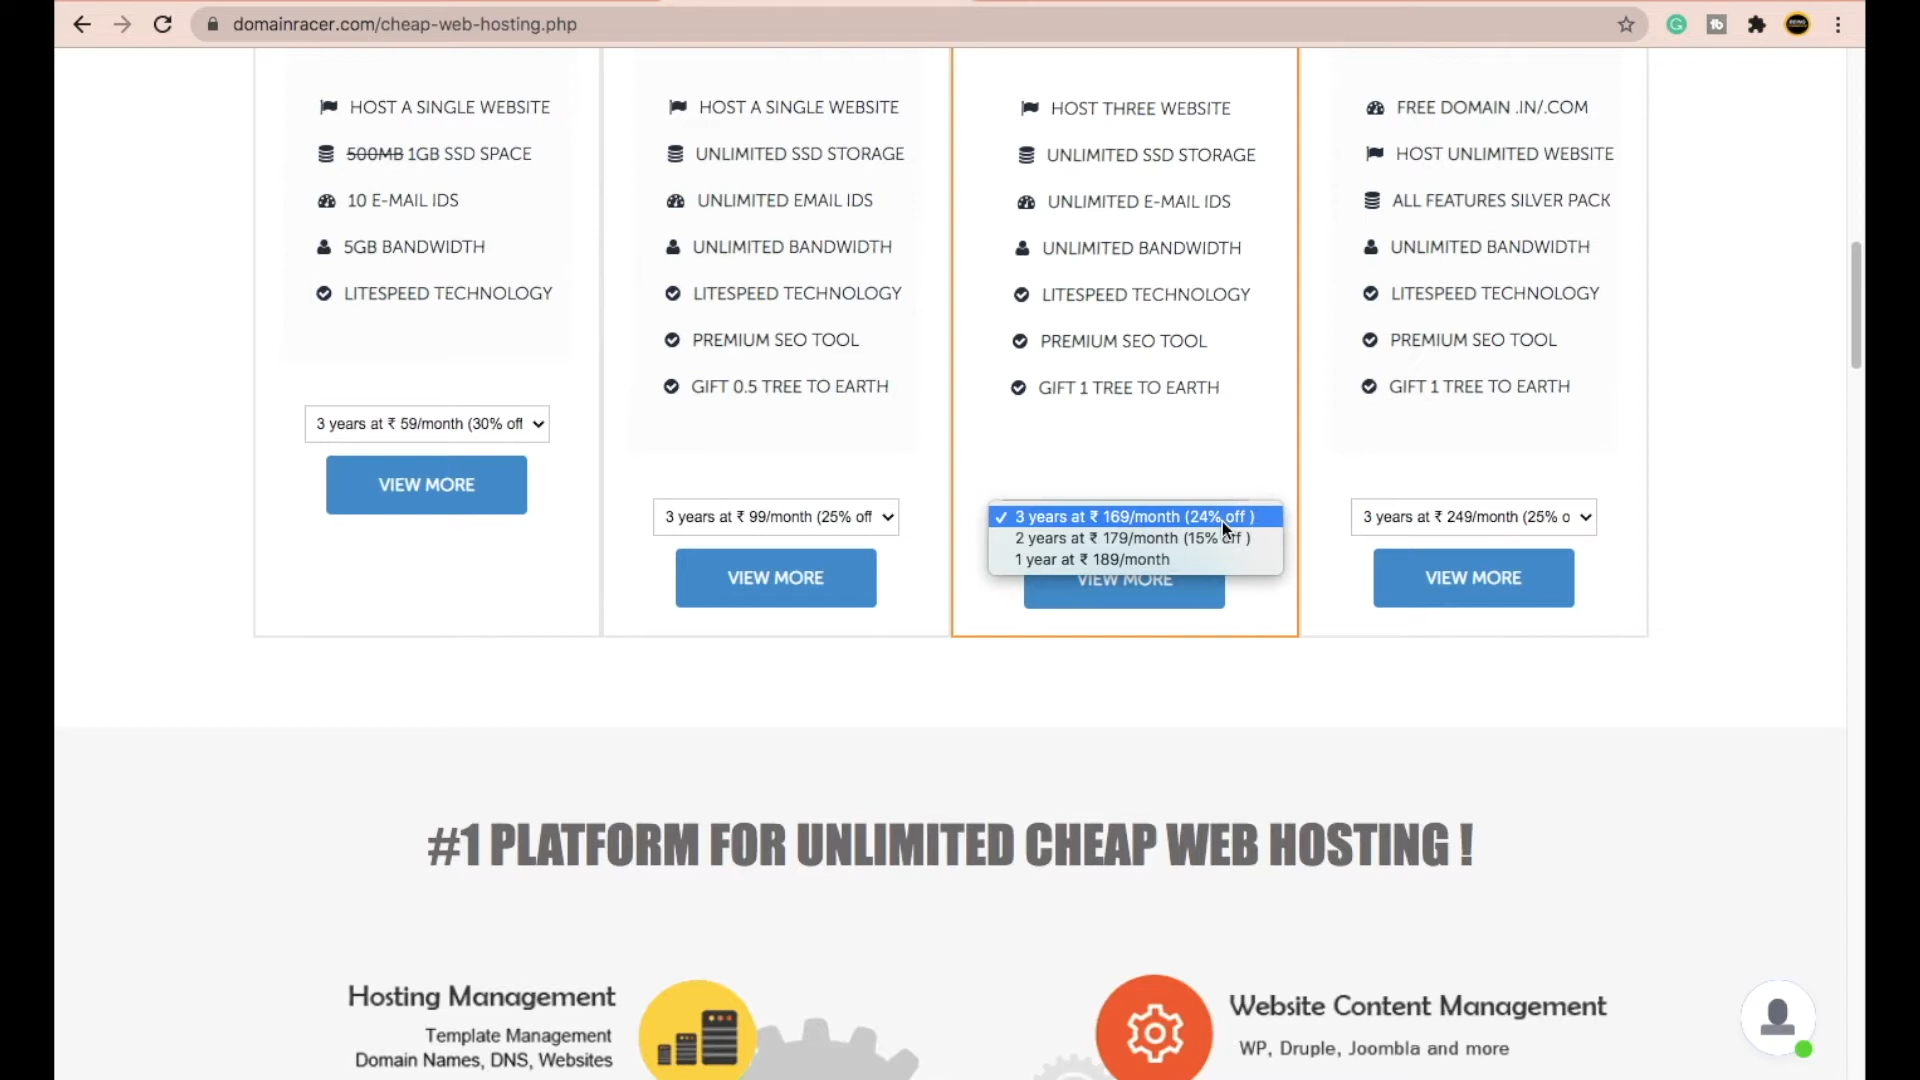 domainracer.com/cheap-web-hosting.php
HOST A SINGLE WEBSITE
500MB 1GB SSD SPACE
10 E-MAIL IDS
5GB BANDWIDTH
LITESPEED TECHNOLOGY
3 years at ₹ 59/month (30% off
VIEW MORE
HOST A SINGLE WEBSITE
UNLIMITED SSD STORAGE
UNLIMITED EMAIL IDS
UNLIMITED BANDWIDTH
LITESPEED TECHNOLOGY
PREMIUM SEO TOOL
GIFT 0.5 TREE TO EARTH
3 years at ₹ 99/month (25% off
VIEW MORE
HOST THREE WEBSITE
UNLIMITED SSD STORAGE
UNLIMITED E-MAIL IDS
UNLIMITED BANDWIDTH
LITESPEED TECHNOLOGY
PREMIUM SEO TOOL
GIFT 1 TREE TO EARTH
3 years at ₹ 169/month (24% off )
2 years at ₹ 179/month (15% off )
1 year at ₹ 189/month
VIEW MORE
FREE DOMAIN .IN/.COM
HOST UNLIMITED WEBSITE
ALL FEATURES SILVER PACK
UNLIMITED BANDWIDTH
LITESPEED TECHNOLOGY
PREMIUM SEO TOOL
GIFT 1 TREE TO EARTH
3 years at ₹ 249/month (25% o
VIEW MORE
#1 PLATFORM FOR UNLIMITED CHEAP WEB HOSTING !
Hosting Management
Template Management
Domain Names, DNS, Websites
Website Content Management
WP, Druple, Joombla and more